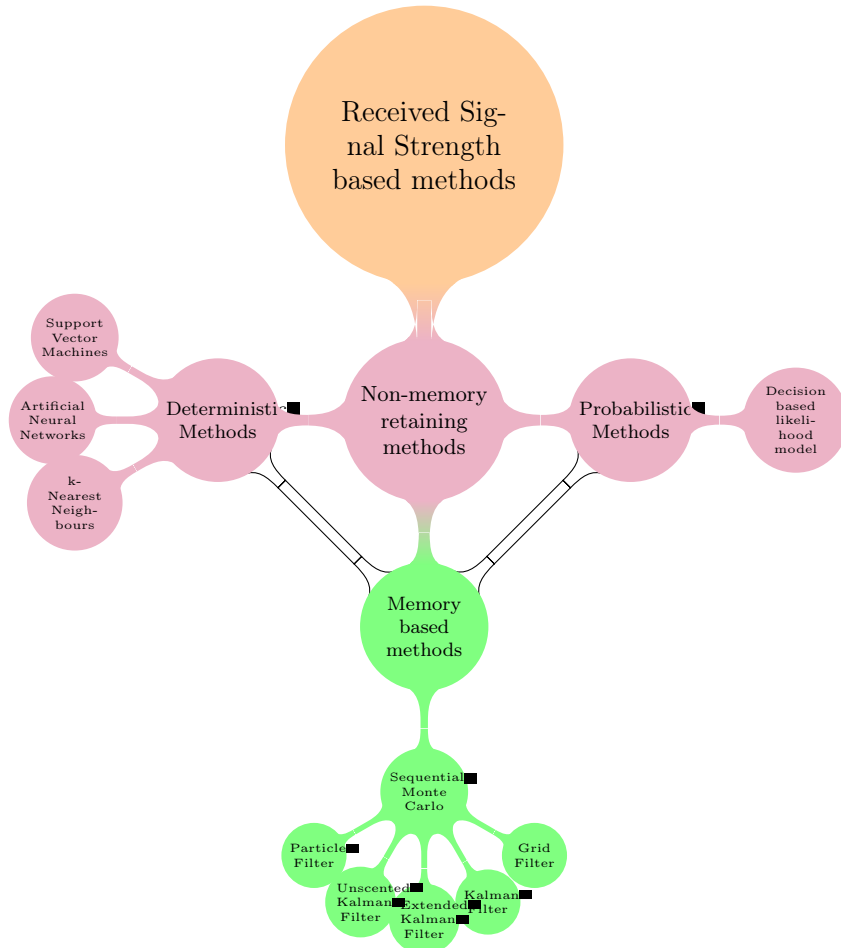 Received Sig-
nal Strength
based methods
Support
Vector
Machines
Artificial
Neural
Networks
k-
Nearest
Neigh-
bours
Deterministic
Methods
Non-memory
retaining
methods
Probabilistic
Methods
Decision
based
likeli-
hood
model
Memory
based
methods
Sequential
Monte
Carlo
Particle
Filter
Unscented
Kalman
Filter
Extended
Kalman
Filter
Kalman
Filter
Grid
Filter